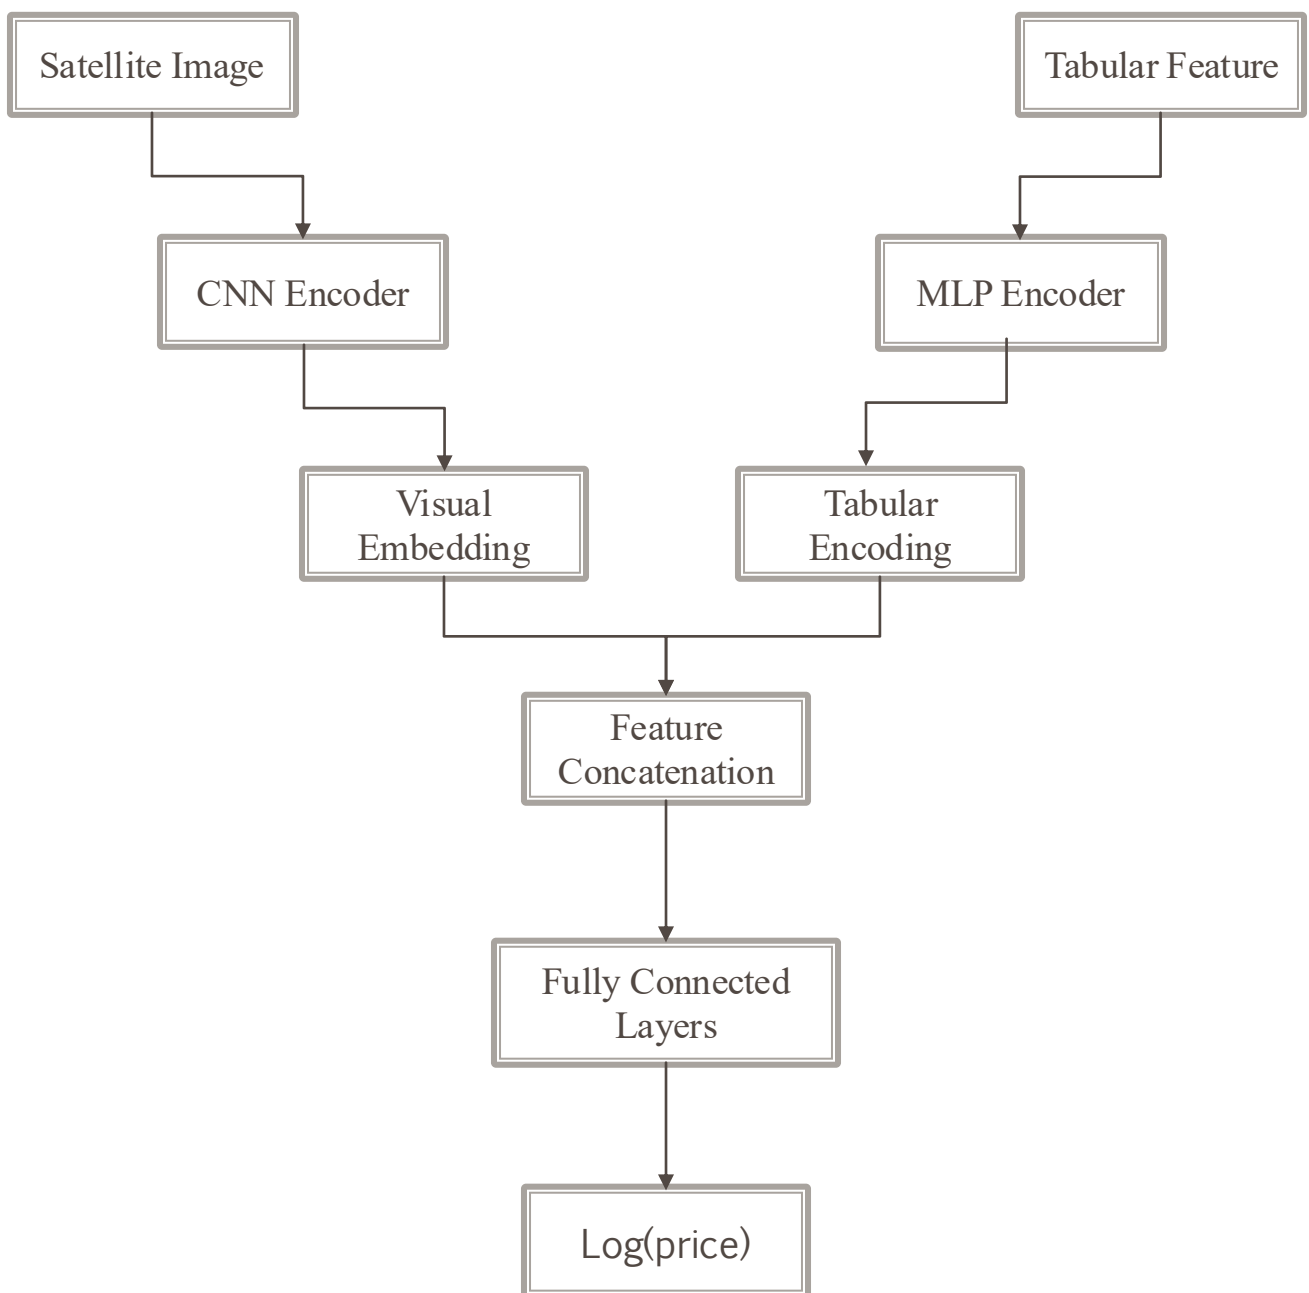 Satellite Image
Tabular Feature
CNN Encoder
MLP Encoder
Visual
Embedding
Tabular
Encoding
Feature
Concatenation
Fully Connected
Layers
Log(price)